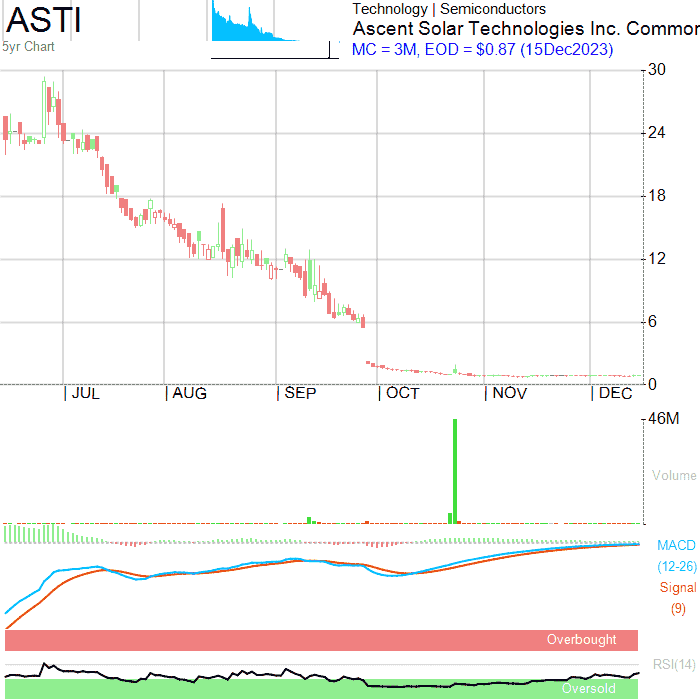 ASTI
5yr Chart
Technology | Semiconductors
Ascent Solar Technologies Inc. Common
MC = 3M, EOD = $0.87 (15Dec2023)
30
24
18
12
6
0
JUL
AUG
SEP
OCT
NOV
DEC
46M
Volume
MACD
(12-26)
Signal
(9)
Overbought
RSI(14)
Oversold